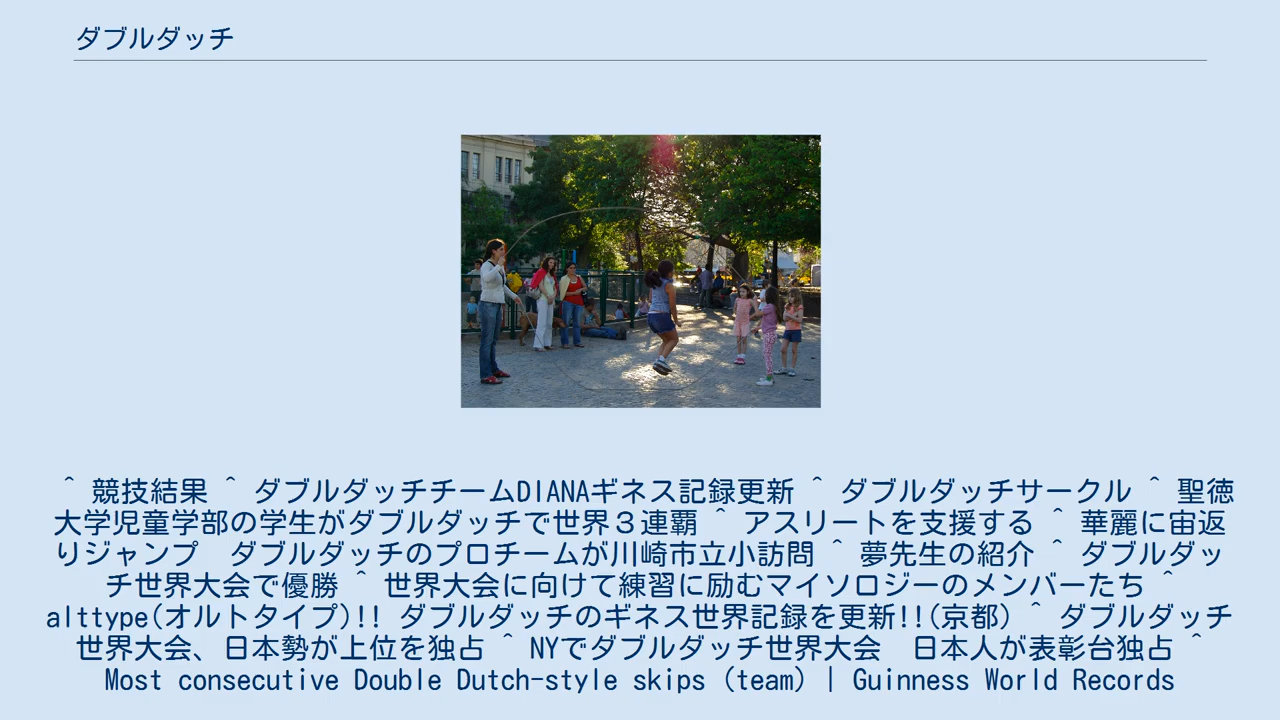 ダブルダッチ
^ 競技結果 ^ ダブルダッチチームDIANAギネス記録更新 ^ ダブルダッチサークル ^ 聖徳
大学児童学部の学生がダブルダッチで世界３連覇 ^ アスリートを支援する ^ 華麗に宙返
りジャンプ　ダブルダッチのプロチームが川崎市立小訪問 ^ 夢先生の紹介 ^ ダブルダッ
チ世界大会で優勝 ^ 世界大会に向けて練習に励むマイソロジーのメンバーたち ^
alttype(オルトタイプ)!! ダブルダッチのギネス世界記録を更新!!(京都) ^ ダブルダッチ
世界大会、日本勢が上位を独占 ^ NYでダブルダッチ世界大会　日本人が表彰台独占 ^
Most consecutive Double Dutch-style skips (team) | Guinness World Records